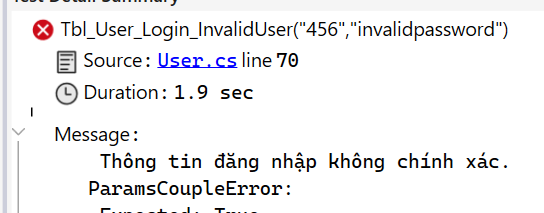 Tbl_User_Login_InvalidUser("456","invalidpassword")
Source: User.cs line 70
Duration: 1.9 sec
Message:
Thông tin đăng nhập không chính xác.
ParamsCoupleError: